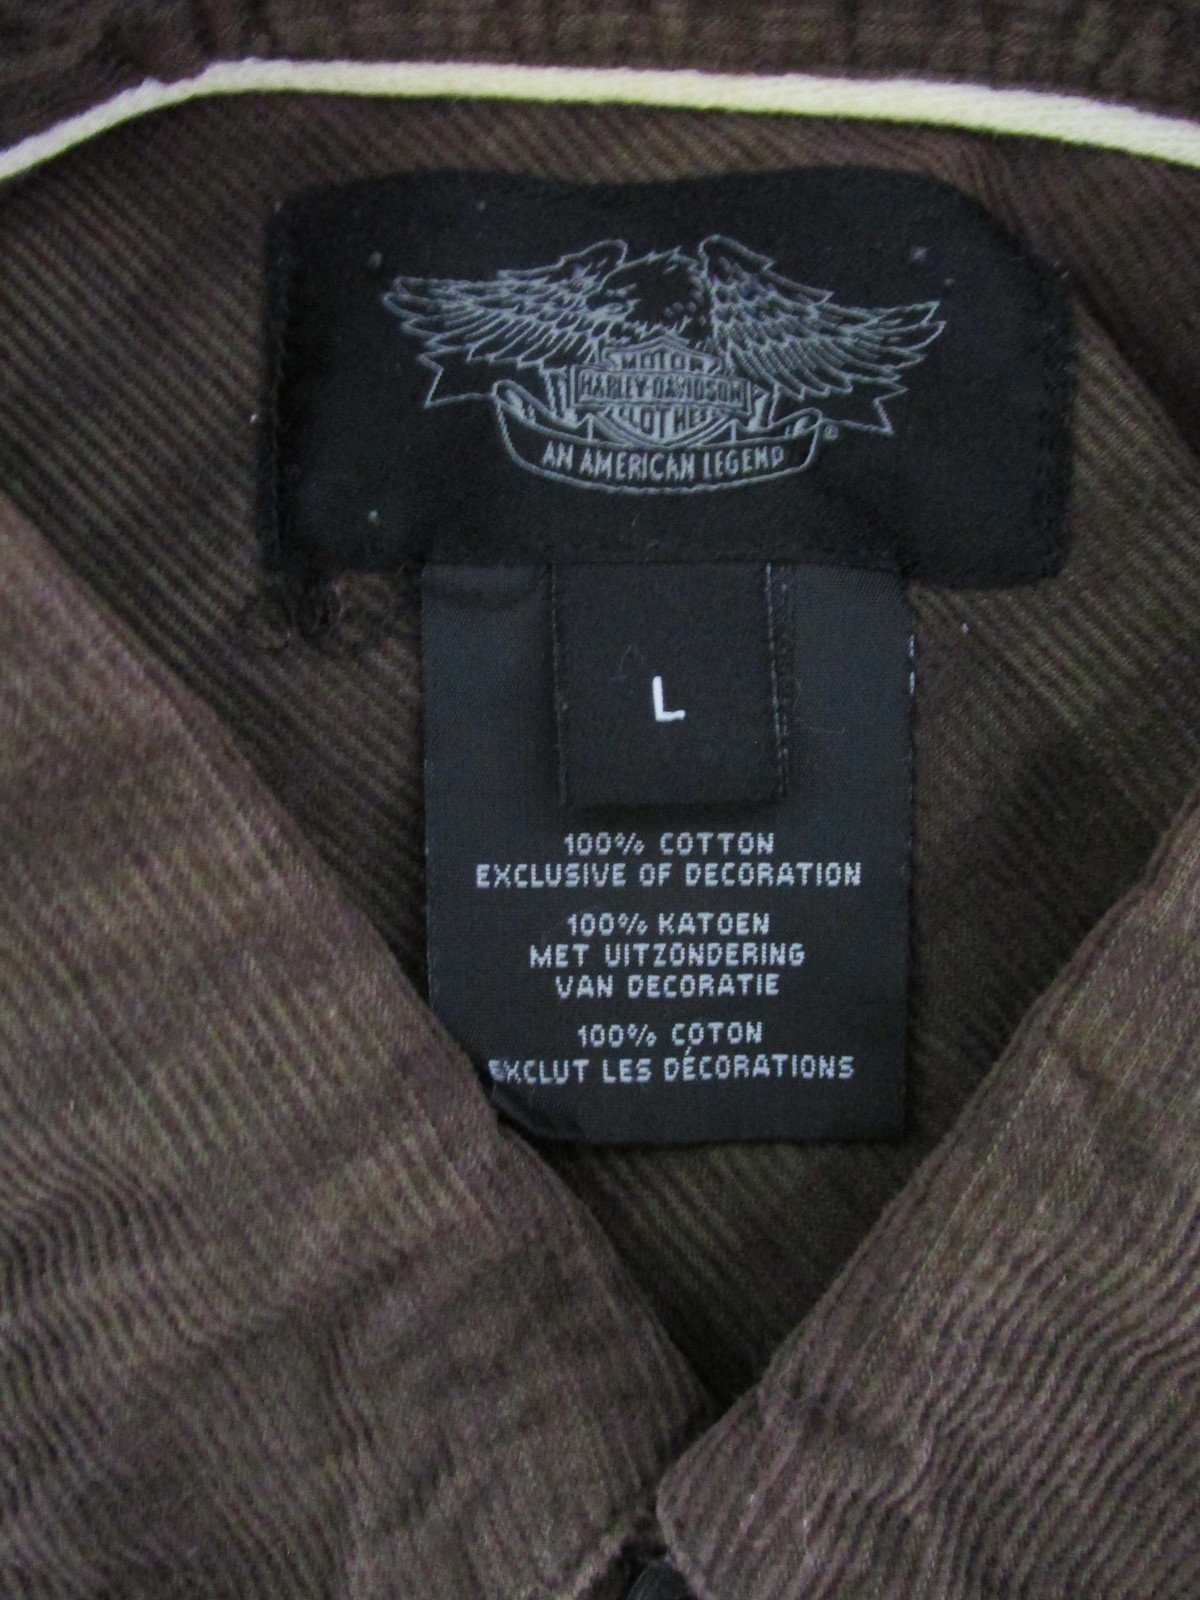 MOTOR
HARLEY-DAVIDSON
CLOTHES
AN AMERICAN LEGEND
®
L
100% COTTON
EXCLUSIVE OF DECORATION
100% KATOEN
MET UITZONDERING
VAN DECORATIE
100% COTON
EXCLUT LES DÉCORATIONS